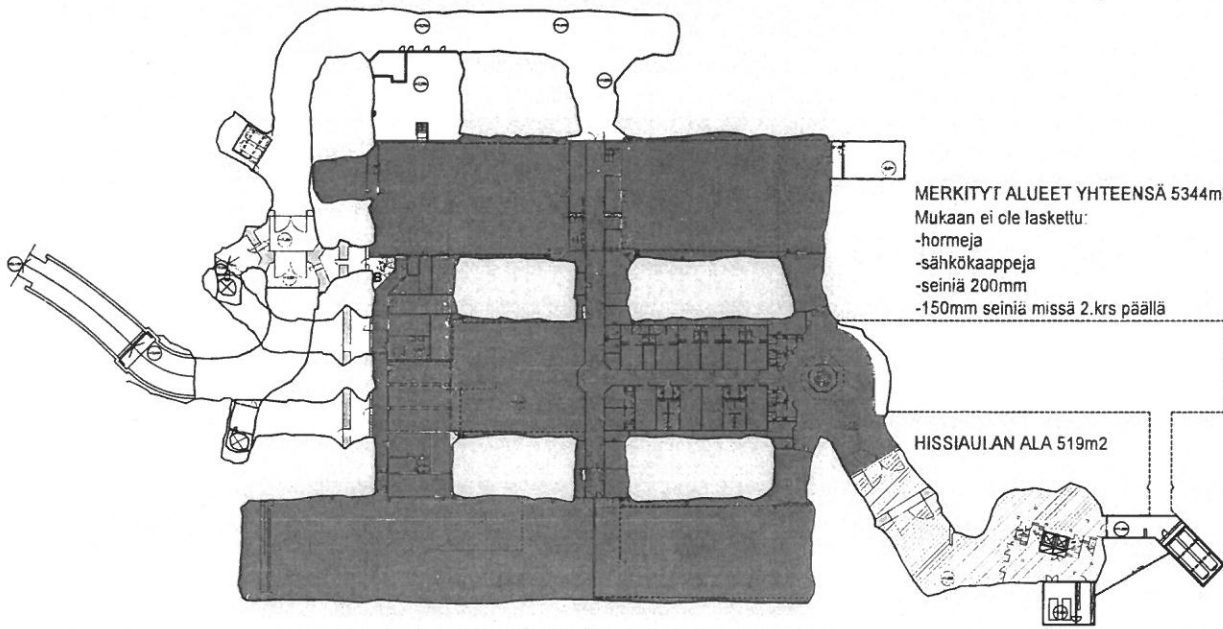 MERKITYT ALUEET YHTEENSÄ 5344m
Mukaan ei ole laskettu:
-hormeja
-sähkökaappeja
-seiniä 200mm
-150mm seiniä missä 2.krs päällä
HISSIAULAN ALA 519m2